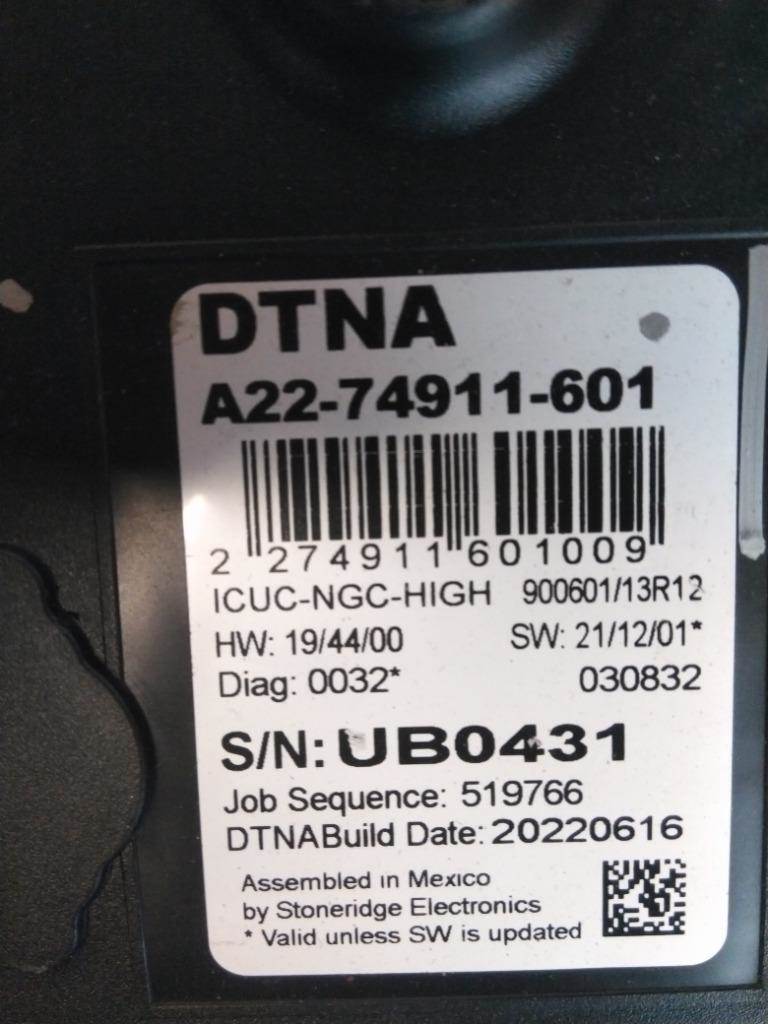 DTNA
A22-74911-601
2 274911 601009
ICUC-NGC-HIGH 900601/13R12
HW: 19/44/00 SW: 21/12/01*
Diag: 0032* 030832
S/N: UB0431
Job Sequence: 519766
DTNABuild Date: 20220616
Assembled in Mexico
by Stoneridge Electronics
* Valid unless SW is updated